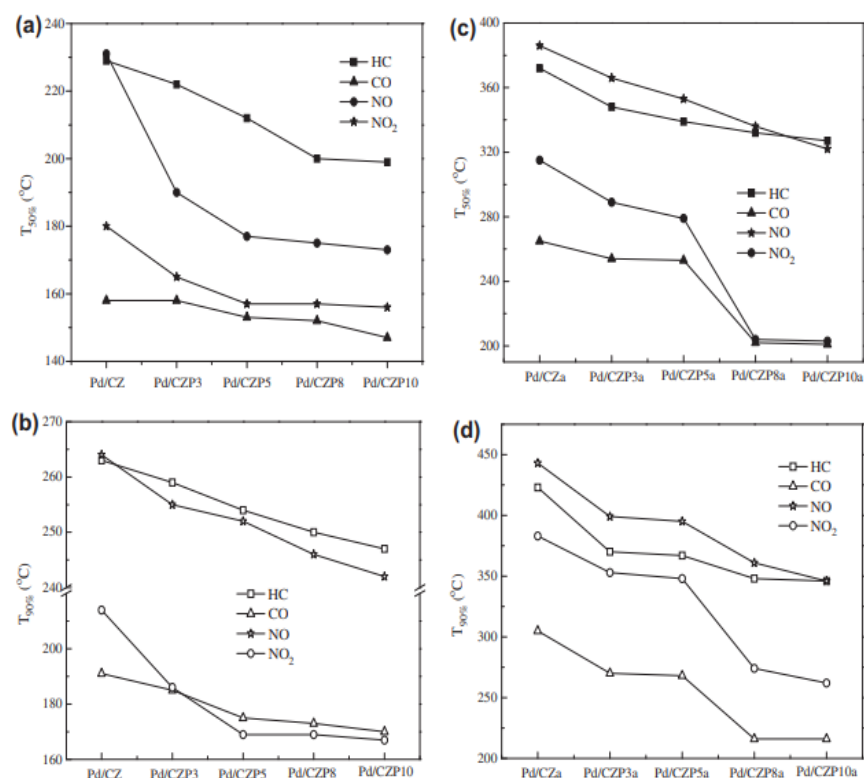 (a)
240
220
200
180
160
140
T50% (°C)
HC
CO
NO
NO2
Pd/CZ Pd/CZP3 Pd/CZP5 Pd/CZP8 Pd/CZP10
(c)
400
360
320
280
240
200
T50% (°C)
HC
CO
NO
NO2
Pd/CZa Pd/CZP3a Pd/CZP5a Pd/CZP8a Pd/CZP10a
(b)
270
260
250
240
190
180
170
160
T90% (°C)
HC
CO
NO
NO2
Pd/CZ Pd/CZP3 Pd/CZP5 Pd/CZP8 Pd/CZP10
(d)
450
400
350
300
250
200
T90% (°C)
HC
CO
NO
NO2
Pd/CZa Pd/CZP3a Pd/CZP5a Pd/CZP8a Pd/CZP10a